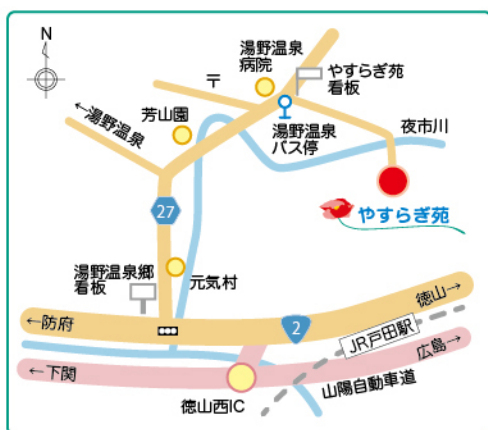 N
湯野温泉
病院
やすらぎ苑
看板
〒
←湯野温泉
芳山園
湯野温泉
バス停
夜市川
やすらぎ苑
27
湯野温泉郷
看板
元気村
徳山→
←防府
2
JR戸田駅
広島→
←下関
徳山西IC
山陽自動車道